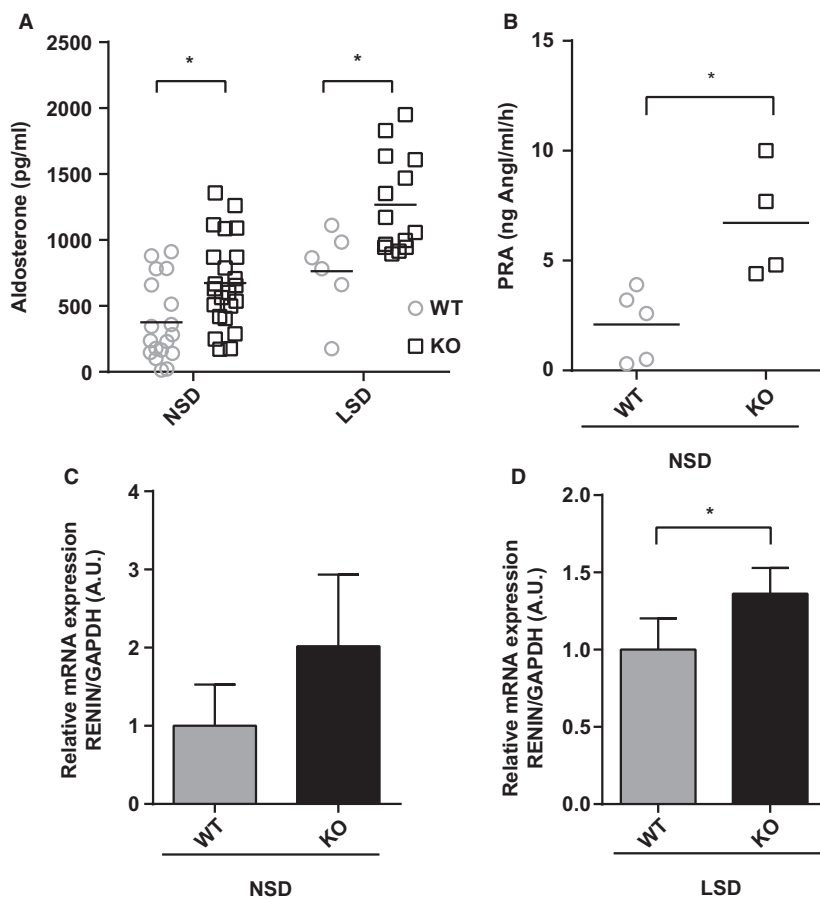 A
Aldosterone (pg/ml)
2500
2000
1500
1000
500
0
*
*
WT
KO
NSD
LSD
B
PRA (ng AngI/ml/h)
15
10
5
0
*
WT
KO
NSD
C
Relative mRNA expression
RENIN/GAPDH (A.U.)
4
3
2
1
0
WT
KO
NSD
D
Relative mRNA expression
RENIN/GAPDH (A.U.)
2.0
1.5
1.0
0.5
0.0
*
WT
KO
LSD